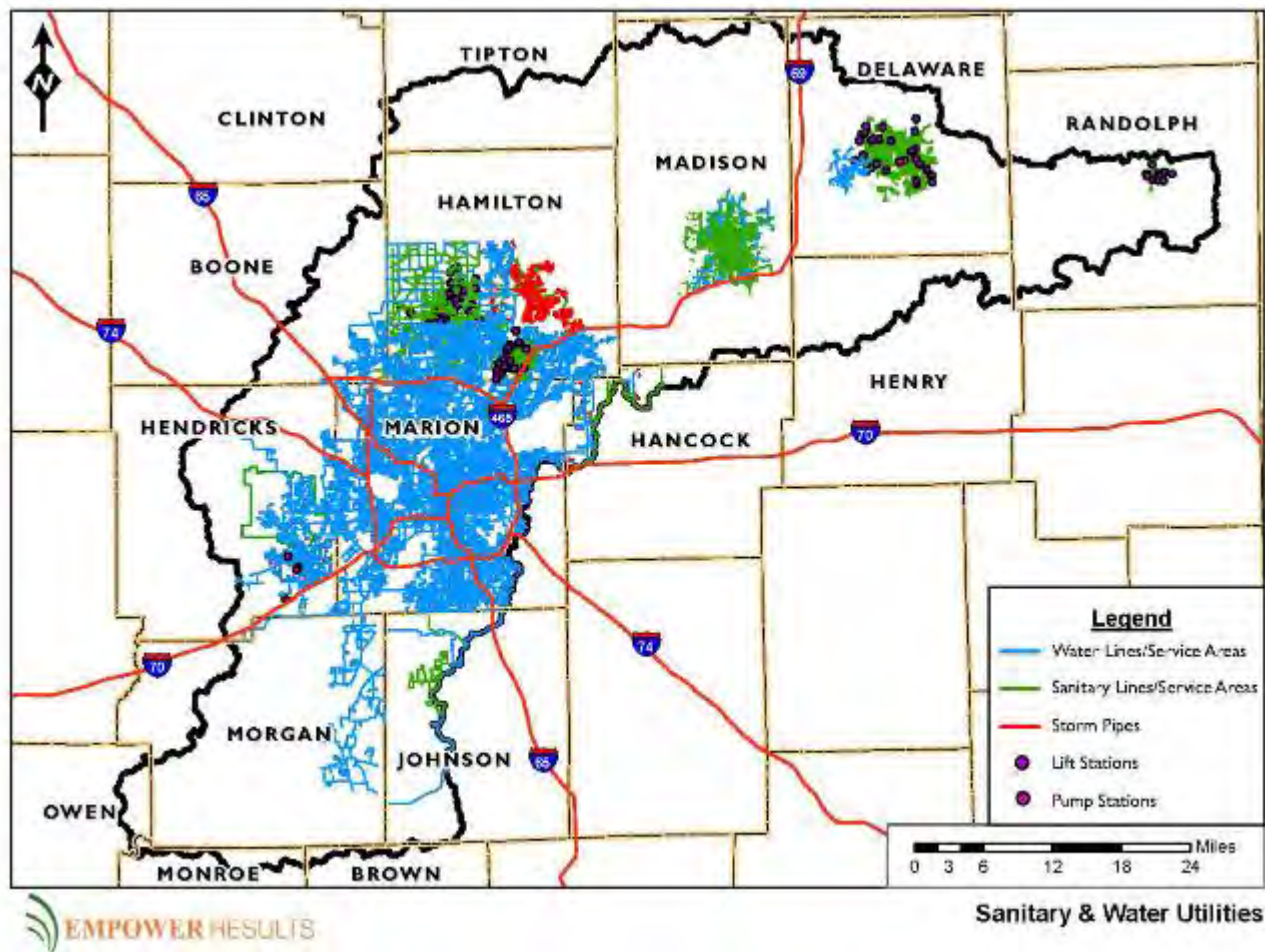 N
TIPTON
69
DELAWARE
CLINTON
RANDOLPH
MADISON
65
HAMILTON
BOONE
74
HENRY
HENDRICKS
MARION
465
HANCOCK
70
Legend
Water Lines/Service Areas
Sanitary Lines/Service Areas
Storm Pipes
Lift Stations
Pump Stations
74
70
MORGAN
JOHNSON
65
OWEN
0 3 6 12 18 24 Miles
MONROE
BROWN
EMPOWER RESULTS
Sanitary & Water Utilities